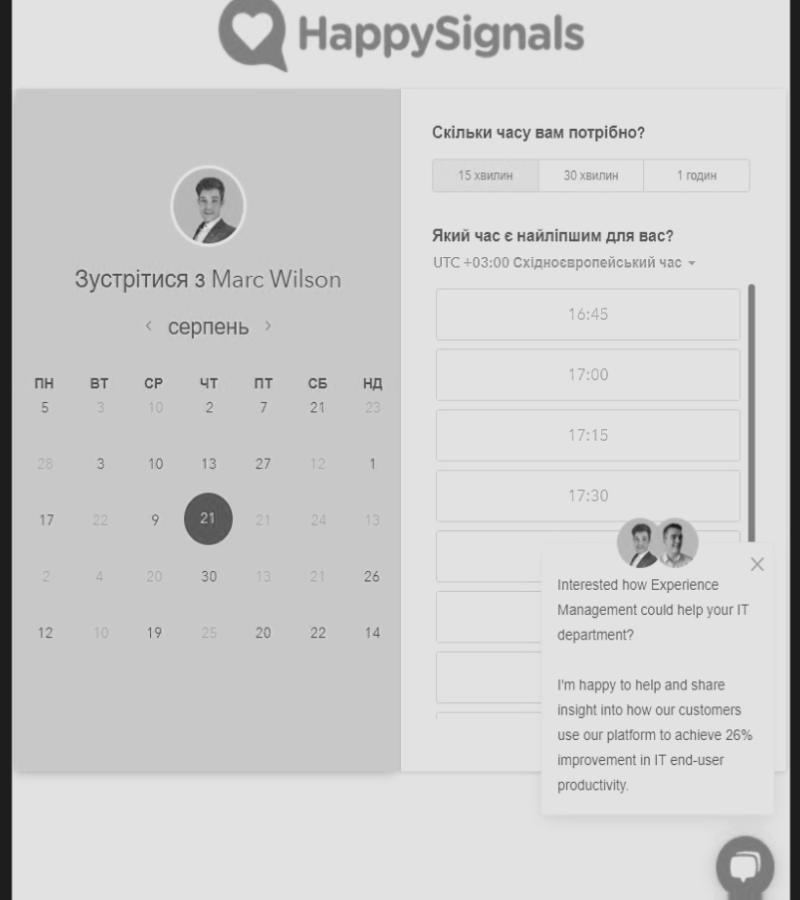 HappySignals
Зустрітися з Marc Wilson
серпень
ПН ВТ СР ЧТ ПТ СБ НД
5 3 10 2 7 21 23
28 3 10 13 27 12 1
17 22 9 21 21 24 13
2 4 20 30 13 21 26
12 10 19 25 20 22 14
Скільки часу вам потрібно?
15 хвилин 30 хвилин 1 годин
Який час є найліпшим для вас?
UTC +03:00 Східноєвропейський час
16:45
17:00
17:15
17:30
Interested how Experience
Management could help your IT
department?
I'm happy to help and share
insight into how our customers
use our platform to achieve 26%
improvement in IT end-user
productivity.